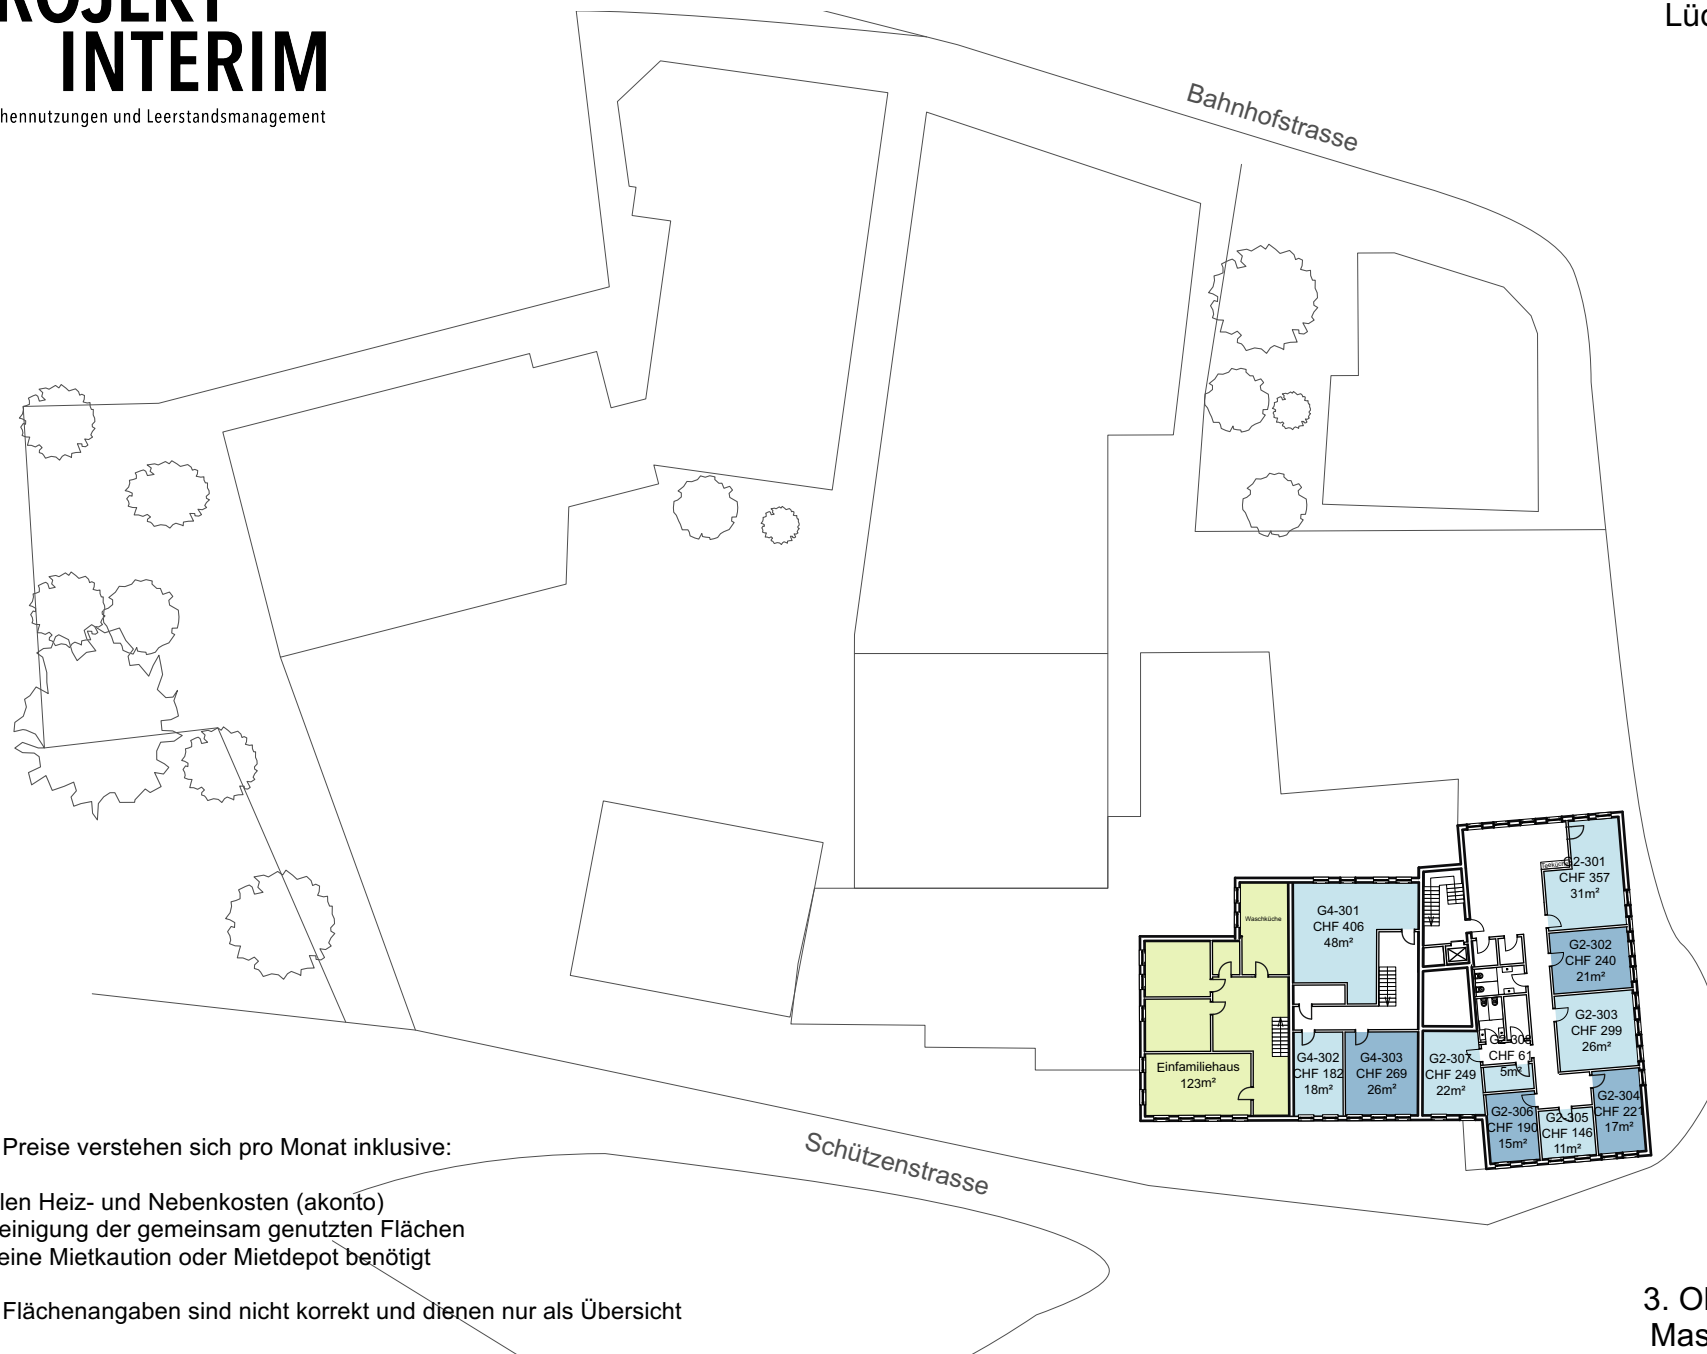 ROJEKT
INTERIM
hennutzungen und Leerstandsmanagement
Lüc
Bahnhofstrasse
G2-301
CHF 357
31m²
Waschküche
G4-301
CHF 406
48m²
G2-302
CHF 240
21m²
G2-303
CHF 299
26m²
Einfamiliehaus
123m²
G4-302
CHF 182
18m²
G4-303
CHF 269
26m²
G2-307
CHF 249
22m²
G2-308
CHF 61
5m²
G2-304
CHF 221
17m²
G2-306
CHF 190
15m²
G2-305
CHF 146
11m²
Schützenstrasse
Preise verstehen sich pro Monat inklusive:
len Heiz- und Nebenkosten (akonto)
einigung der gemeinsam genutzten Flächen
eine Mietkaution oder Mietdepot benötigt
Flächenangaben sind nicht korrekt und dienen nur als Übersicht
3. O
Mas